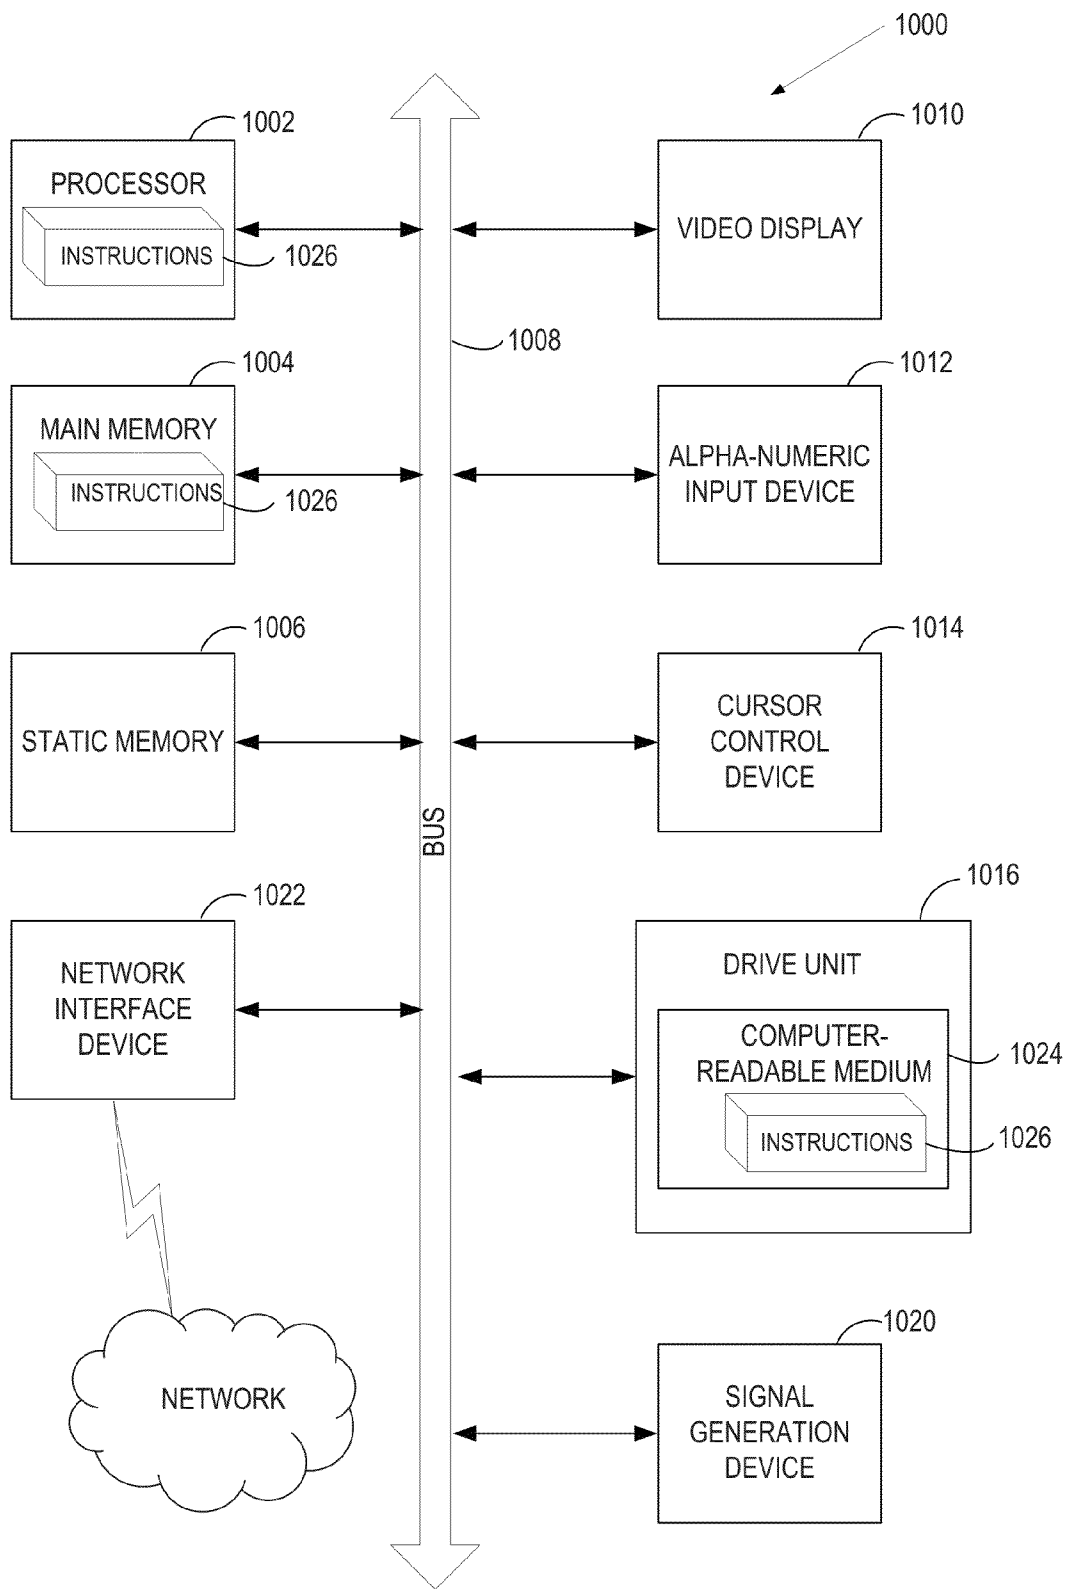 1000
1002
PROCESSOR
INSTRUCTIONS
1026
1010
VIDEO DISPLAY
1008
1004
MAIN MEMORY
INSTRUCTIONS
1026
1012
ALPHA-NUMERIC
INPUT DEVICE
1006
STATIC MEMORY
1014
CURSOR
CONTROL
DEVICE
BUS
1022
NETWORK
INTERFACE
DEVICE
1016
DRIVE UNIT
COMPUTER-
READABLE MEDIUM
1024
INSTRUCTIONS
1026
NETWORK
1020
SIGNAL
GENERATION
DEVICE